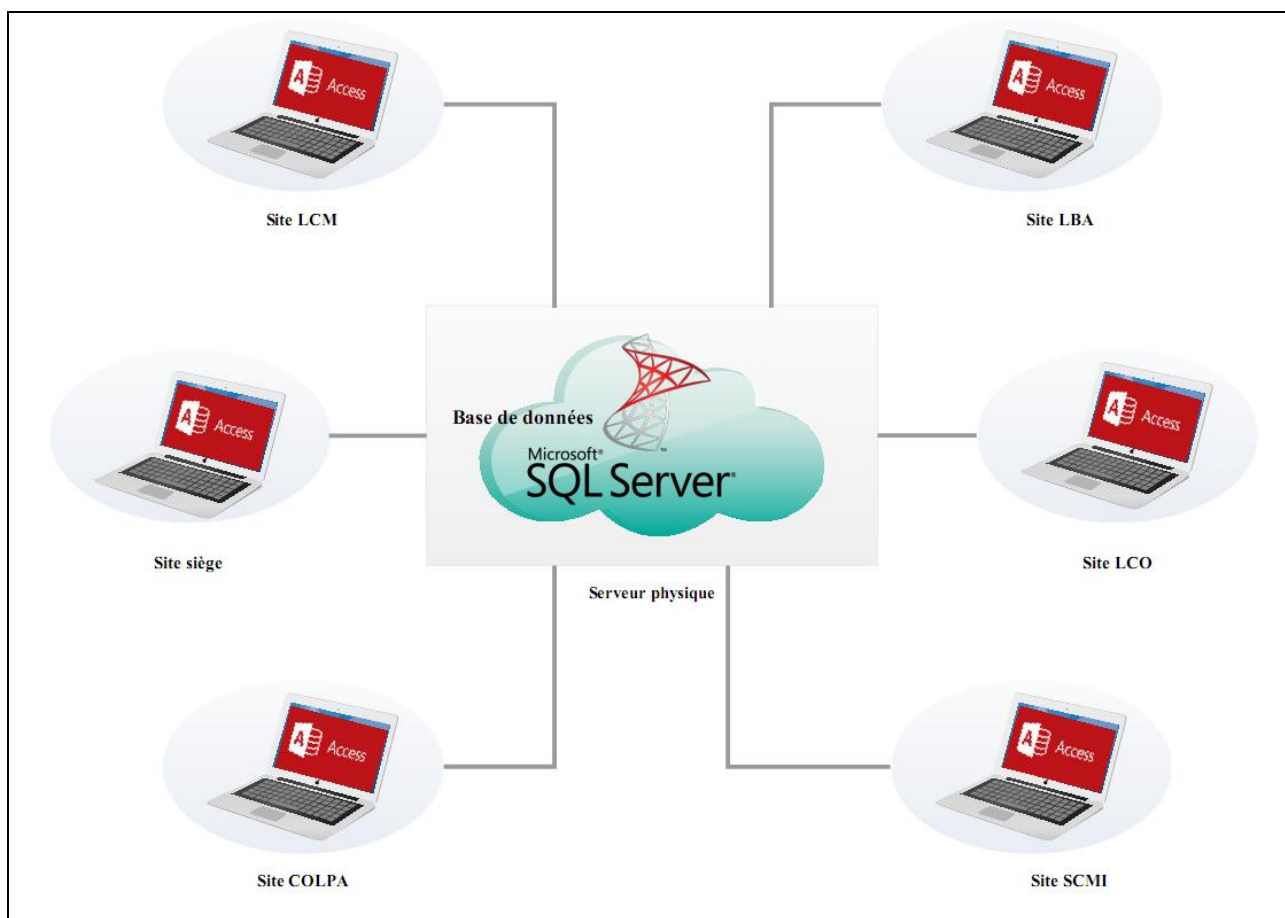 A Access
A Access
Site LCM
Site LBA
Base de données
Microsoft®
SQL Server®
A Access
A Access
Site siège
Site LCO
Serveur physique
A Access
A Access
Site COLPA
Site SCMI